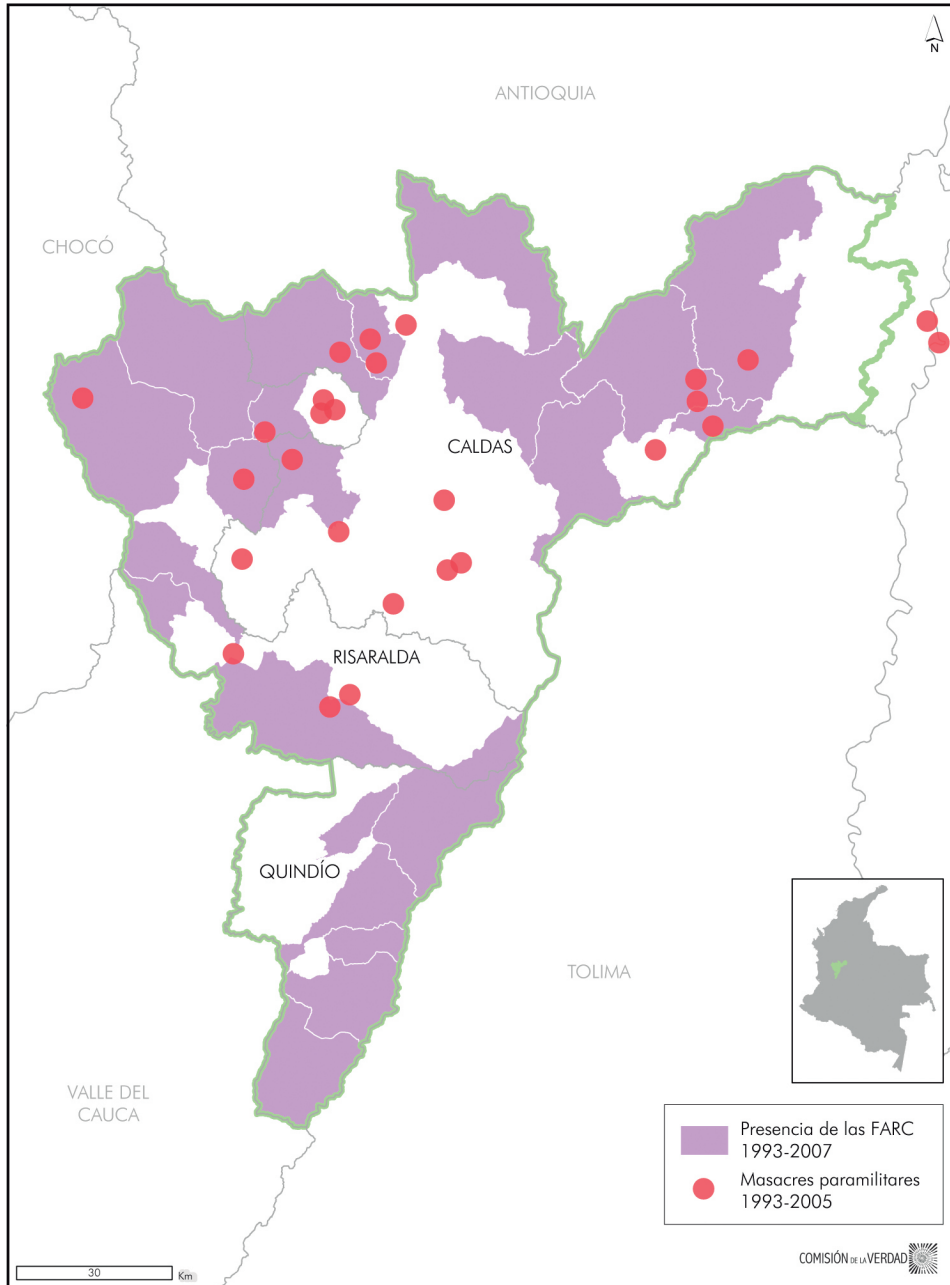 N
ANTIOQUIA
CHOCÓ
CALDAS
RISARALDA
QUINDÍO
TOLIMA
VALLE DEL
CAUCA
Presencia de las FARC
1993-2007
Masacres paramilitares
1993-2005
COMISIÓN DE LA VERDAD
30
Km